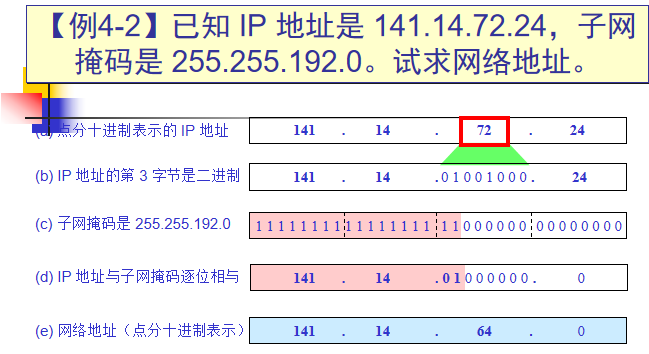 【例4-2】已知 IP 地址是 141.14.72.24，子网
掩码是 255.255.192.0。试求网络地址。
(a) 点分十进制表示的 IP 地址 141 . 14 . 72 . 24
(b) IP 地址的第 3 字节是二进制 141 . 14 .01001000. 24
(c) 子网掩码是 255.255.192.0 11111111 11111111 11000000 00000000
(d) IP 地址与子网掩码逐位相与 141 . 14 .01000000. 0
(e) 网络地址（点分十进制表示） 141 . 14 . 64 . 0